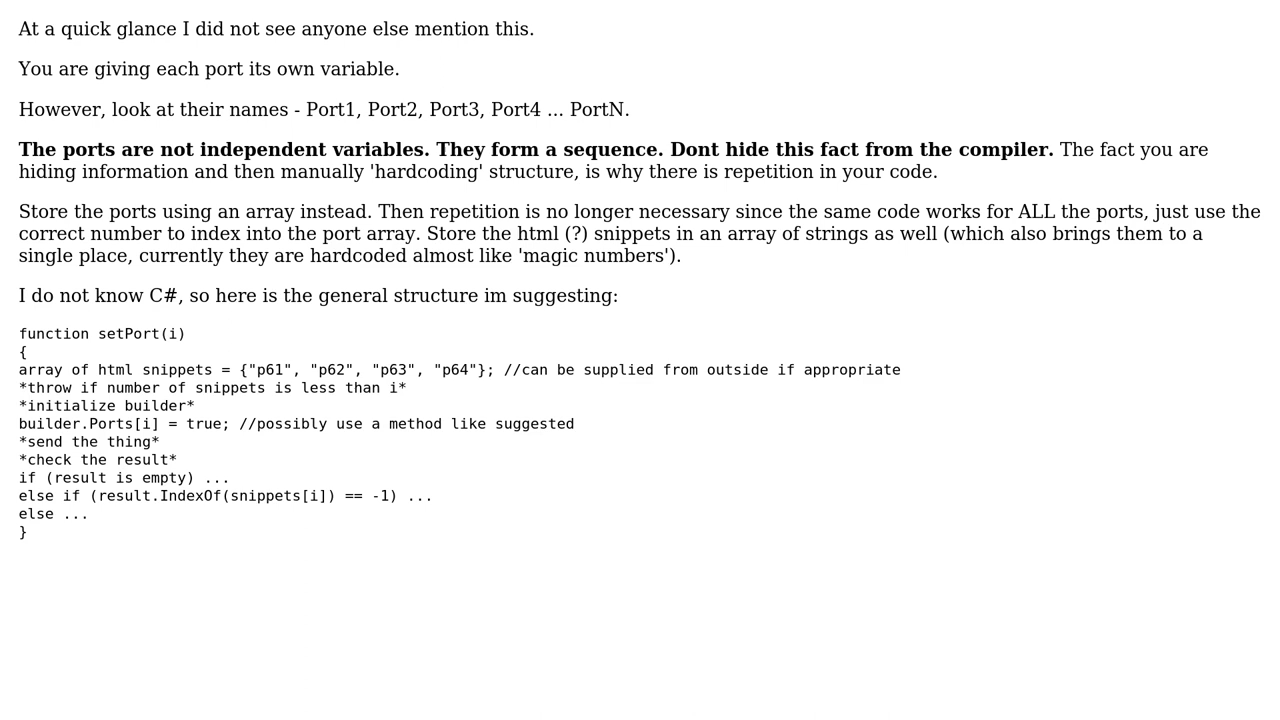 At a quick glance I did not see anyone else mention this.
You are giving each port its own variable.
However, look at their names - Port1, Port2, Port3, Port4 ... PortN.
The ports are not independent variables. They form a sequence. Dont hide this fact from the compiler. The fact you are
hiding information and then manually 'hardcoding' structure, is why there is repetition in your code.
Store the ports using an array instead. Then repetition is no longer necessary since the same code works for ALL the ports, just use the
correct number to index into the port array. Store the html (?) snippets in an array of strings as well (which also brings them to a
single place, currently they are hardcoded almost like 'magic numbers').
I do not know C#, so here is the general structure im suggesting:
function setPort(i)
{
array of html snippets = {"p61", "p62", "p63", "p64"}; //can be supplied from outside if appropriate
*throw if number of snippets is less than i*
*initialize builder*
builder.Ports[i] = true; //possibly use a method like suggested
*send the thing*
*check the result*
if (result is empty) ...
else if (result.IndexOf(snippets[i]) == -1) ...
else ...
}